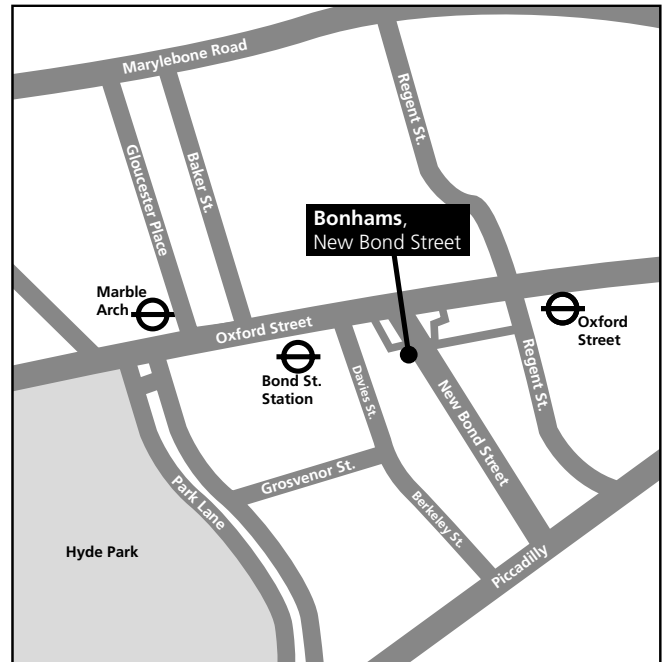 Marylebone Road
Regent St.
Gloucester Place
Baker St.
Bonhams,
New Bond Street
Marble
Arch
Oxford Street
Oxford
Street
Bond St.
Station
Davies St.
New Bond Street
Regent St.
Grosvenor St.
Park Lane
Berkeley St.
Hyde Park
Piccadilly